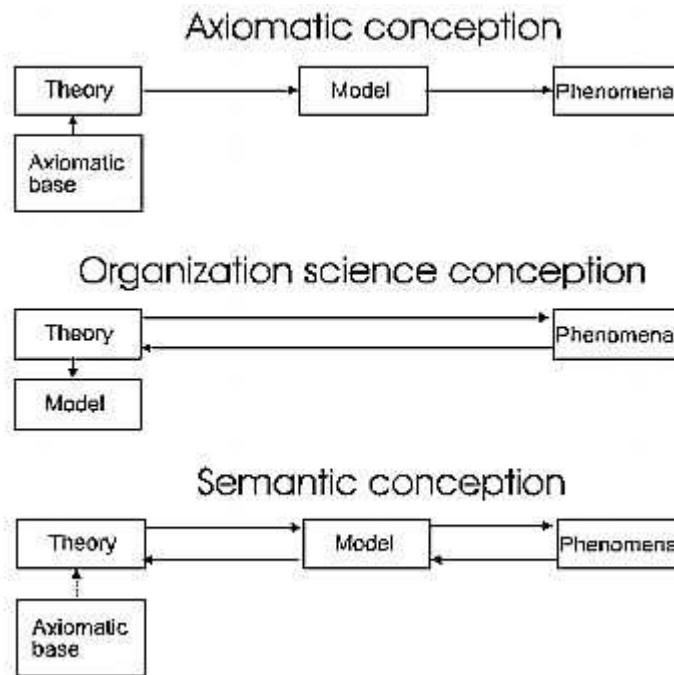 Axiomatic conception
Theory
Model
Phenomena
Axiomatic
base
Organization science conception
Theory
Phenomena
Model
Semantic conception
Theory
Model
Phenomena
Axiomatic
base